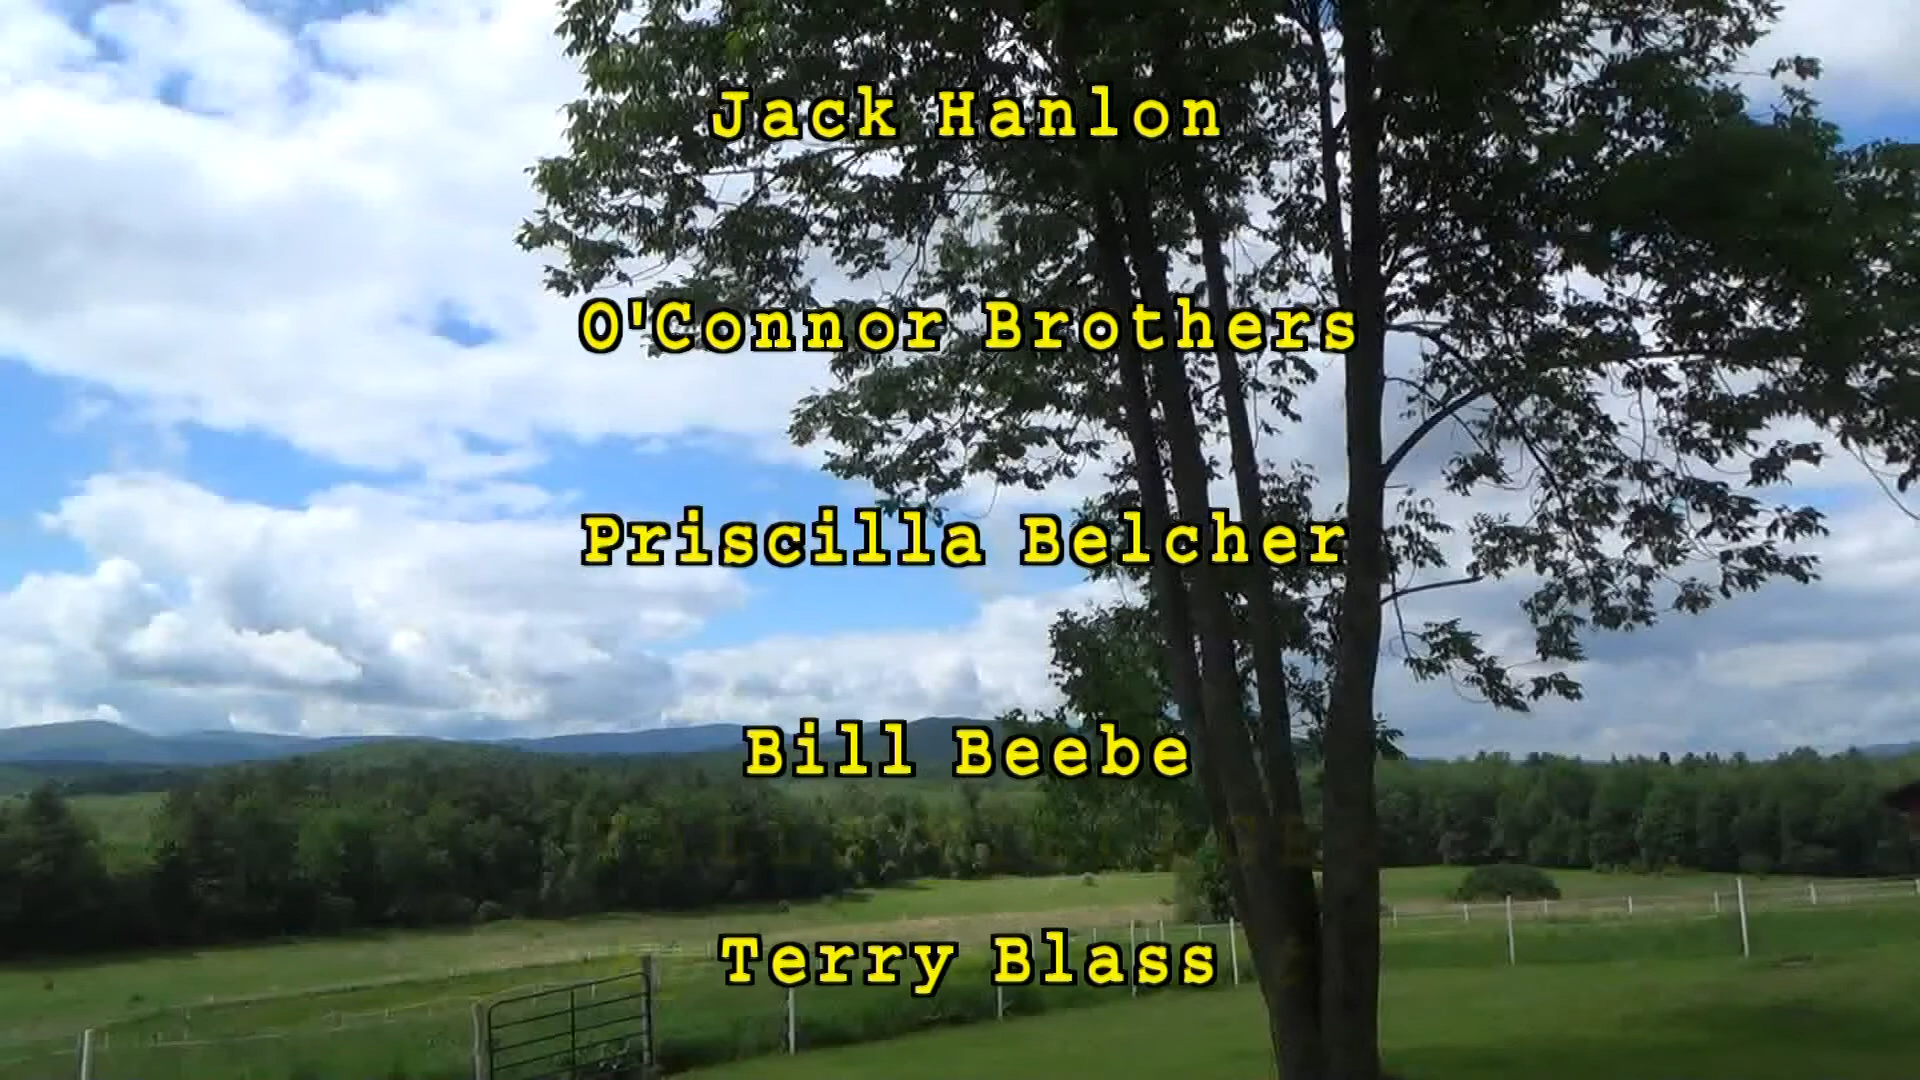 Jack Hanlon
O'Connor Brothers
Priscilla Belcher
Bill Beebe
Terry Blass